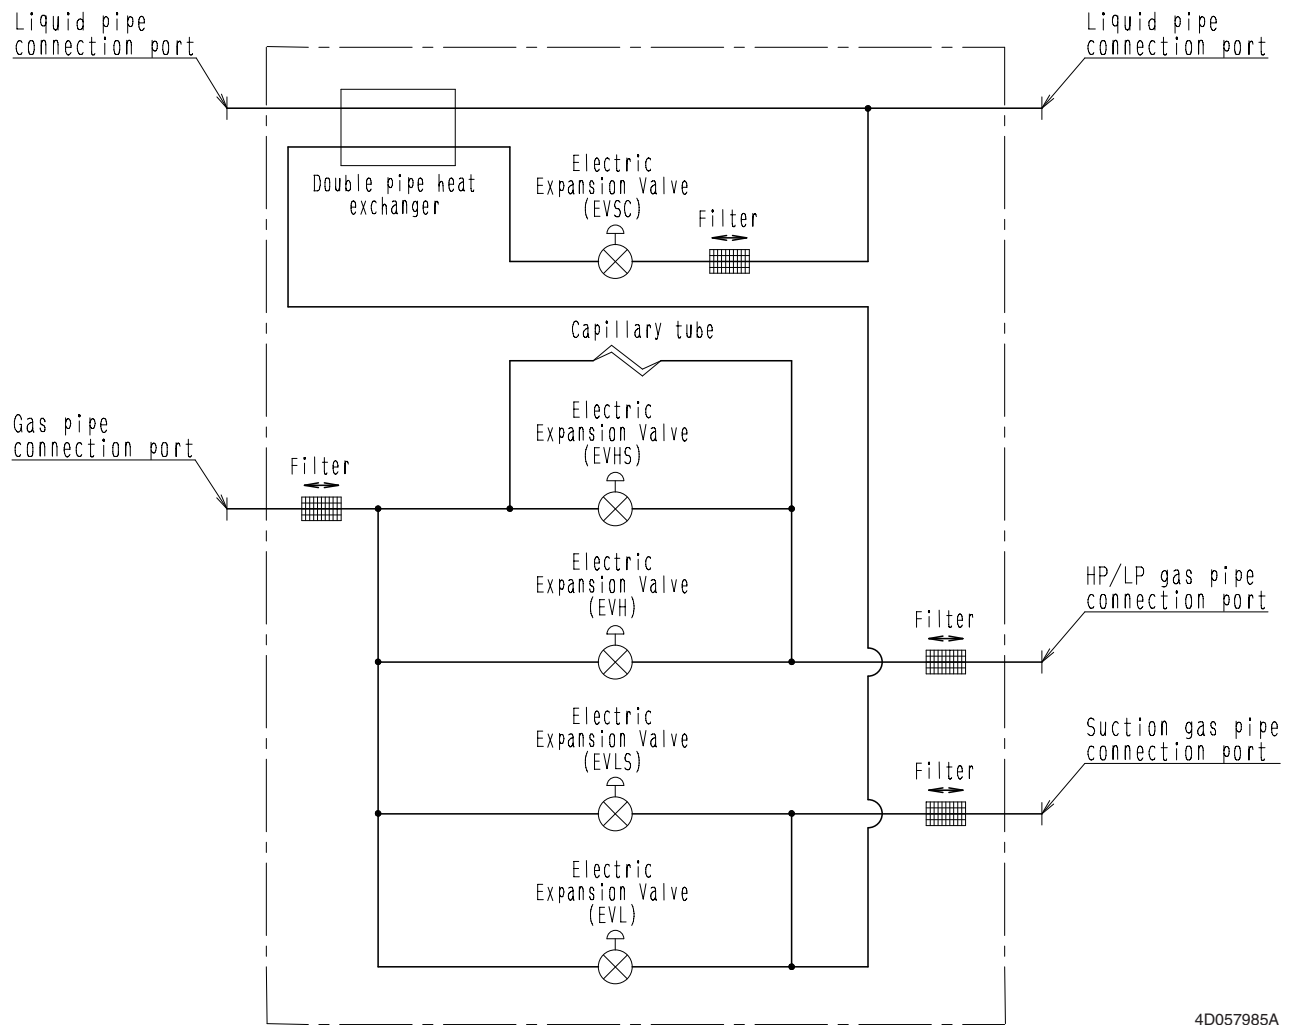 Liquid pipe
connection port
Liquid pipe
connection port
Double pipe heat
exchanger
Electric
Expansion Valve
(EVSC)
Filter
Capillary tube
Gas pipe
connection port
Filter
Electric
Expansion Valve
(EVHS)
Electric
Expansion Valve
(EVH)
HP/LP gas pipe
connection port
Filter
Electric
Expansion Valve
(EVLS)
Suction gas pipe
connection port
Filter
Electric
Expansion Valve
(EVL)
4D057985A